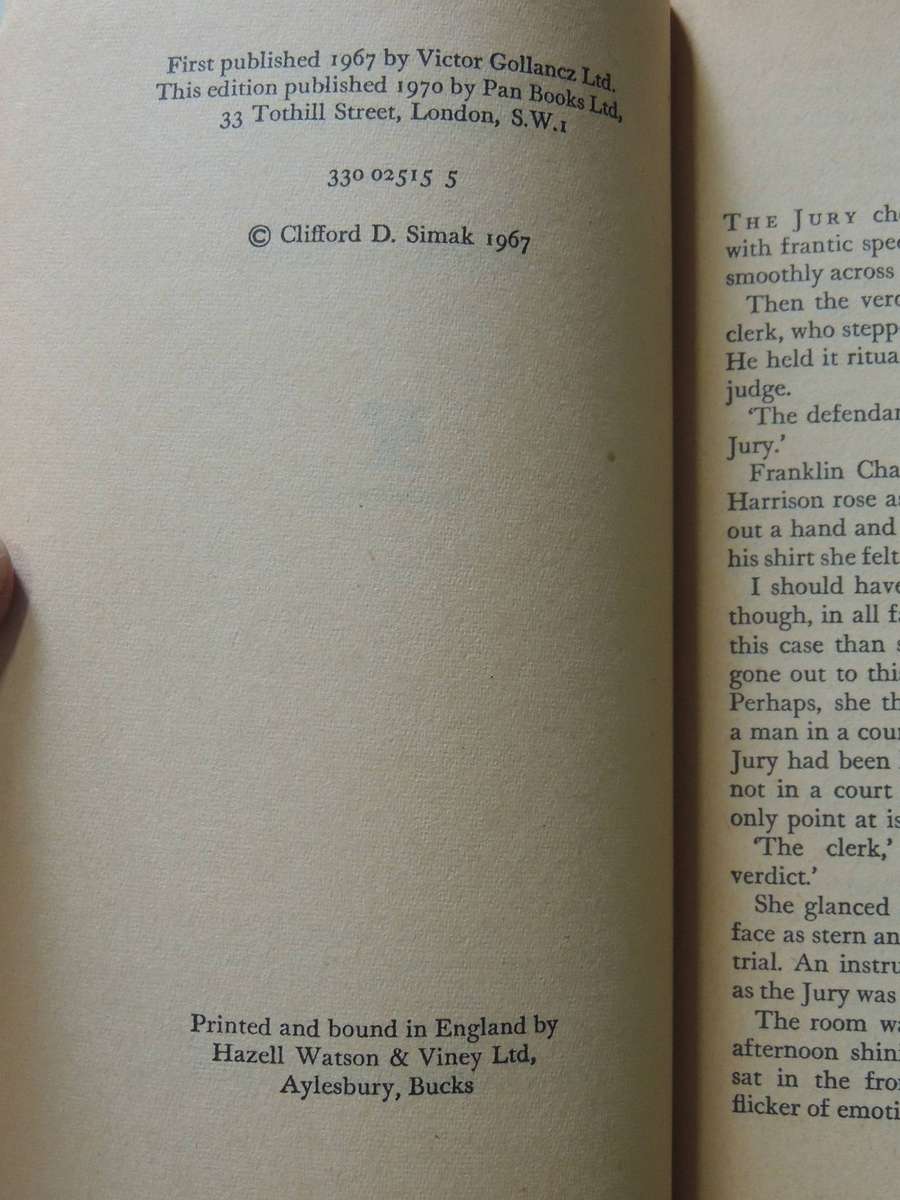 First published 1967 by Victor Gollancz Ltd.
This edition published 1970 by Pan Books Ltd,
33 Tothill Street, London, S.W.1
330 02515 5
© Clifford D. Simak 1967
Printed and bound in England by
Hazell Watson & Viney Ltd,
Aylesbury, Bucks
THE JURY
with frantic
smoothly across
Then the
clerk, who
He held it
judge.
'The
Jury.'
Franklin
Harrison rose
out a hand and
his shirt she felt
I should have
though, in all
this case than
gone out to
Perhaps, she
a man in a
Jury had been
not in a court
only point at
'The clerk,'
verdict.'
She glanced
face as stern
trial. An
as the Jury was
The room
afternoon
sat in the
flicker of